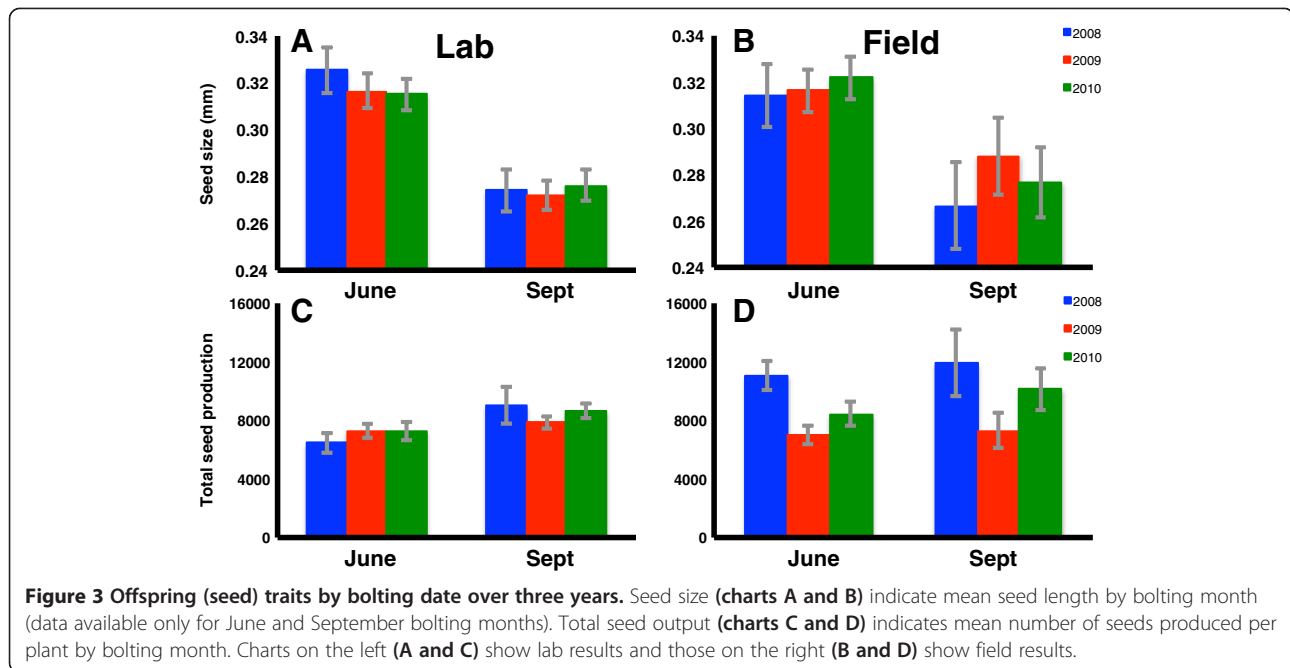 A
Lab
0.34
0.32
0.30
0.28
0.26
0.24
Seed size (mm)
June
Sept
B
Field
0.34
0.32
0.30
0.28
0.26
0.24
2008
2009
2010
June
Sept
C
16000
12000
8000
4000
0
Total seed production
June
Sept
D
16000
12000
8000
4000
0
2008
2009
2010
June
Sept
Figure 3 Offspring (seed) traits by bolting date over three years. Seed size (charts A and B) indicate mean seed length by bolting month
(data available only for June and September bolting months). Total seed output (charts C and D) indicates mean number of seeds produced per
plant by bolting month. Charts on the left (A and C) show lab results and those on the right (B and D) show field results.